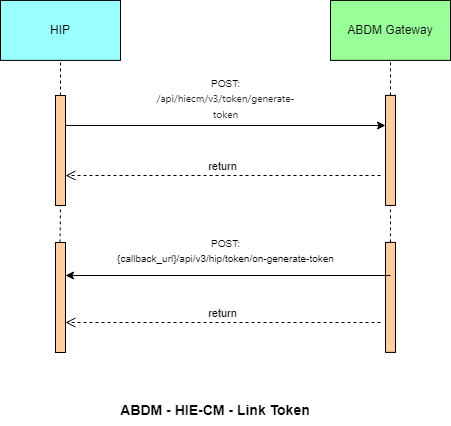 HIP
ABDM Gateway
POST:
/api/hiecm/v3/token/generate-
token
return
POST:
{callback_url}/api/v3/hip/token/on-generate-token
return
ABDM - HIE-CM - Link Token